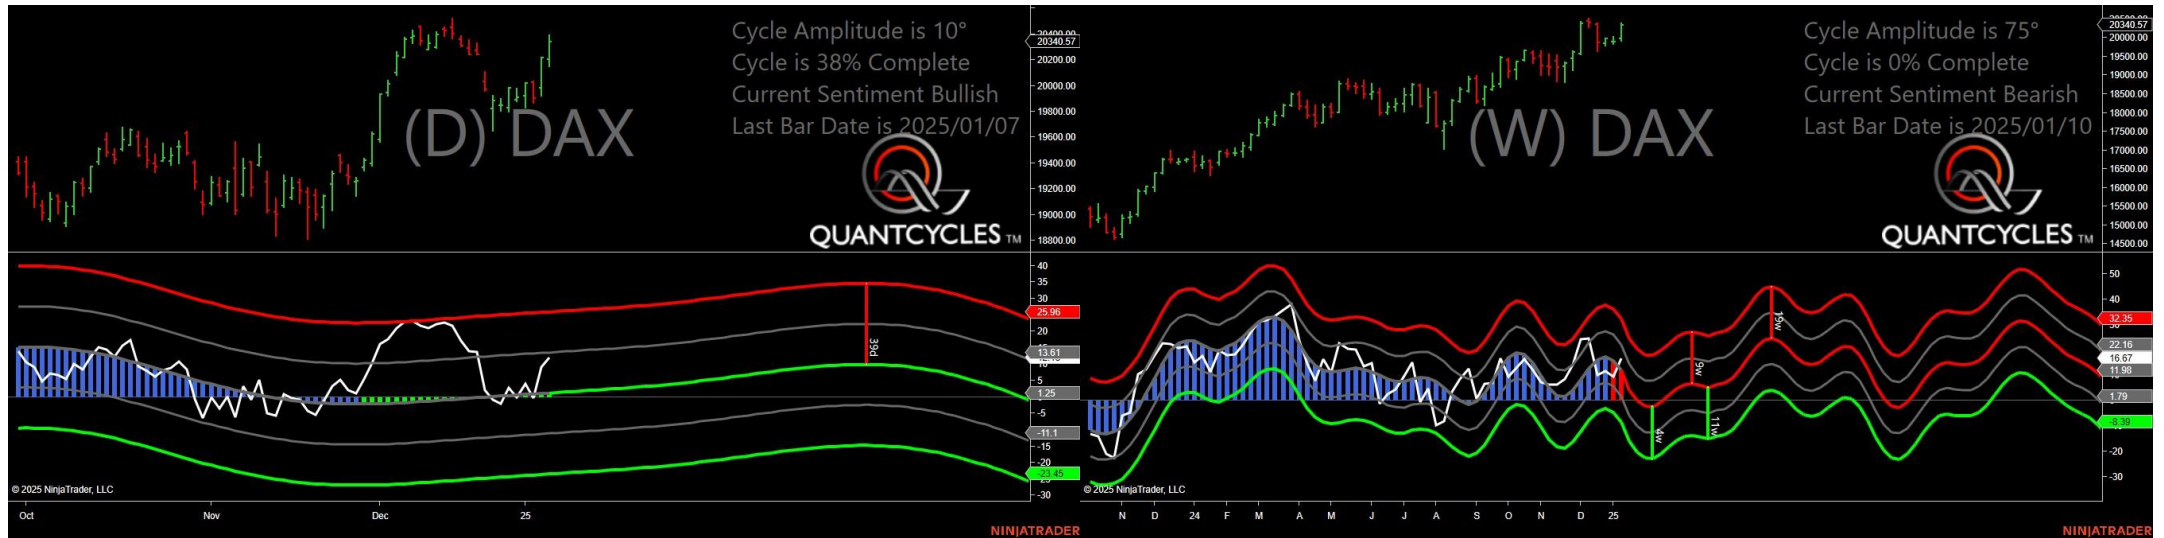 Cycle Amplitude is 10°
Cycle is 38% Complete
Current Sentiment Bullish
Last Bar Date is 2025/01/07
(D) DAX
QUANTCYCLES TM
20340.57
20200.00
20000.00
19800.00
19600.00
19400.00
19200.00
19000.00
18800.00
40
35
30
25.96
20
13.61
5
1.25
-5
-11.1
-15
-20
-23.45
-30
39d
© 2025 NinjaTrader, LLC
Oct
Nov
Dec
25
NINJATRADER
Cycle Amplitude is 75°
Cycle is 0% Complete
Current Sentiment Bearish
Last Bar Date is 2025/01/10
(W) DAX
QUANTCYCLES TM
20340.57
20000.00
19500.00
19000.00
18500.00
18000.00
17500.00
17000.00
16500.00
16000.00
15500.00
15000.00
14500.00
50
40
32.35
22.16
16.67
11.98
1.79
-8.39
-20
-30
4w
9w
11w
19w
© 2025 NinjaTrader, LLC
N D 24 F M A M J J A S O N D 25
NINJATRADER